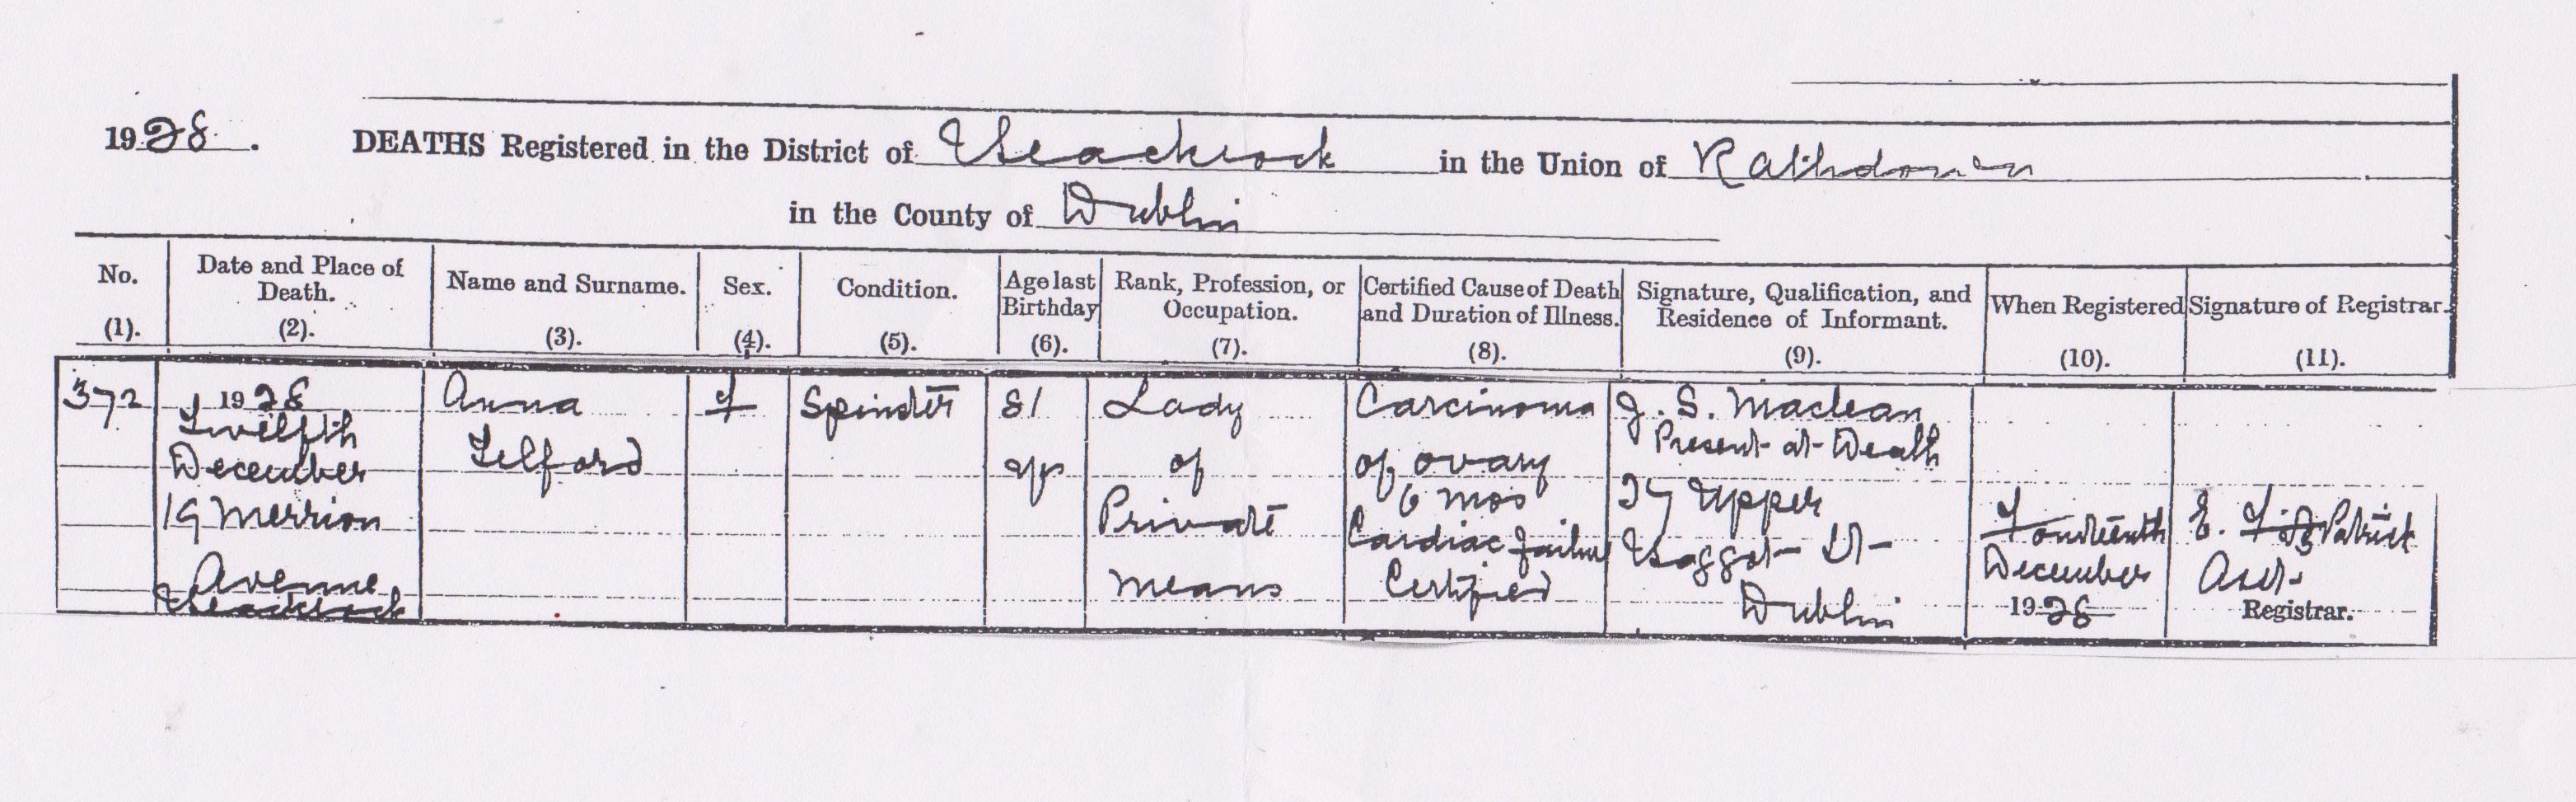 1928. DEATHS Registered in the District of Blackrock in the Union of Rathdown
in the County of Dublin
No. (1).
Date and Place of Death. (2).
Name and Surname. (3).
Sex. (4).
Condition. (5).
Age last Birthday (6).
Rank, Profession, or Occupation. (7).
Certified Cause of Death and Duration of Illness. (8).
Signature, Qualification, and Residence of Informant. (9).
When Registered (10).
Signature of Registrar. (11).
372
1928
Twelfth
December
19 Merrion
Avenue
Blackrock
Anna
Telford
F
Spinster
81
yrs
Lady
of
Private
means
Carcinoma
of ovary
6 mos
Cardiac failure
Certified
J. S. Maclean
Present at Death
37 Upper
Baggot St
Dublin
Fourteenth
December
1928
E. FitzPatrick
Asst.
Registrar.